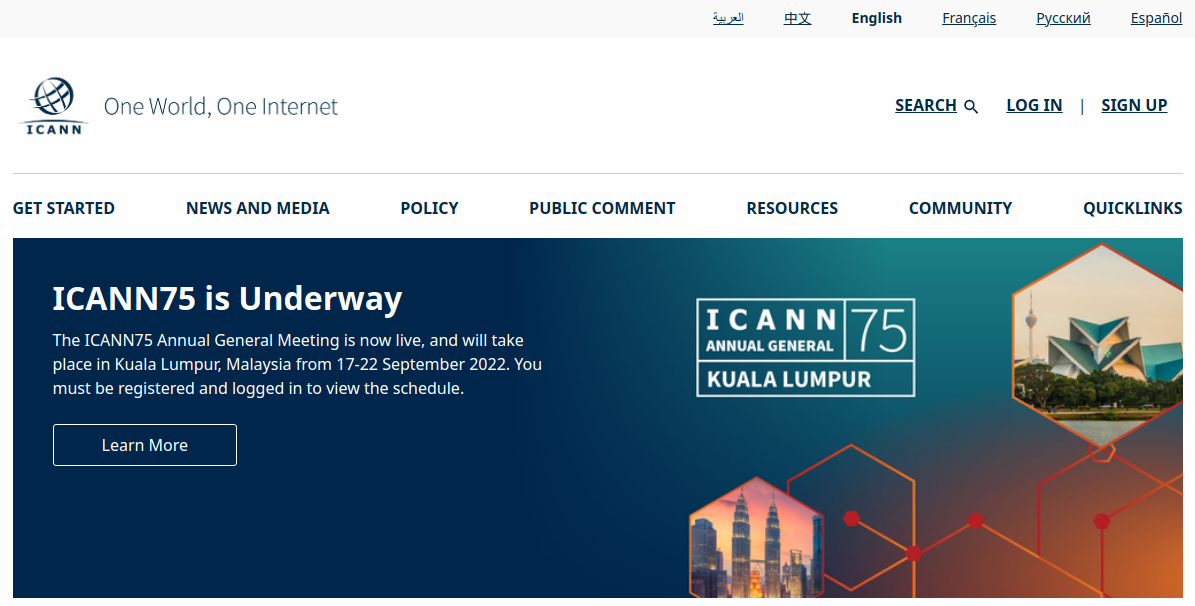 العربية 中文 English Français Русский Español
ICANN
One World, One Internet
SEARCH LOG IN | SIGN UP
GET STARTED NEWS AND MEDIA POLICY PUBLIC COMMENT RESOURCES COMMUNITY QUICKLINKS
ICANN75 is Underway
The ICANN75 Annual General Meeting is now live, and will take
place in Kuala Lumpur, Malaysia from 17-22 September 2022. You
must be registered and logged in to view the schedule.
Learn More
ICANN 75
ANNUAL GENERAL
KUALA LUMPUR